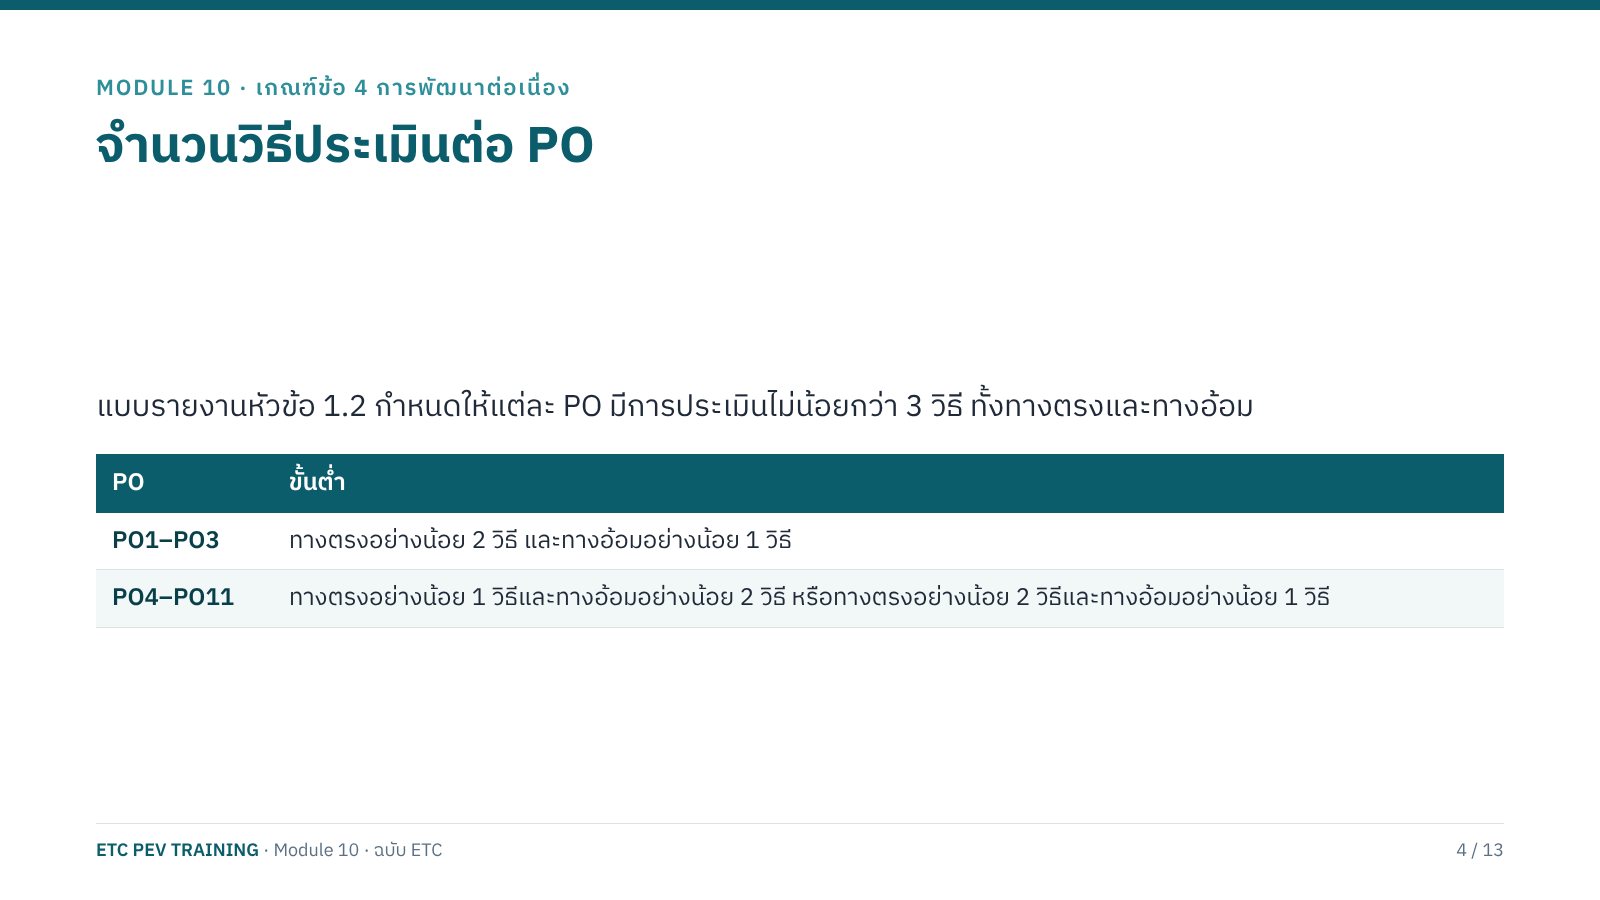 MODULE 10 · เกณฑ์ข้อ 4 การพัฒนาต่อเนื่อง
จำนวนวิธีประเมินต่อ PO
แบบรายงานหัวข้อ 1.2 กำหนดให้แต่ละ PO มีการประเมินไม่น้อยกว่า 3 วิธี ทั้งทางตรงและทางอ้อม
PO ขั้นต่ำ
PO1–PO3 ทางตรงอย่างน้อย 2 วิธี และทางอ้อมอย่างน้อย 1 วิธี
PO4–PO11 ทางตรงอย่างน้อย 1 วิธีและทางอ้อมอย่างน้อย 2 วิธี หรือทางตรงอย่างน้อย 2 วิธีและทางอ้อมอย่างน้อย 1 วิธี
ETC PEV TRAINING · Module 10 · ฉบับ ETC 4 / 13